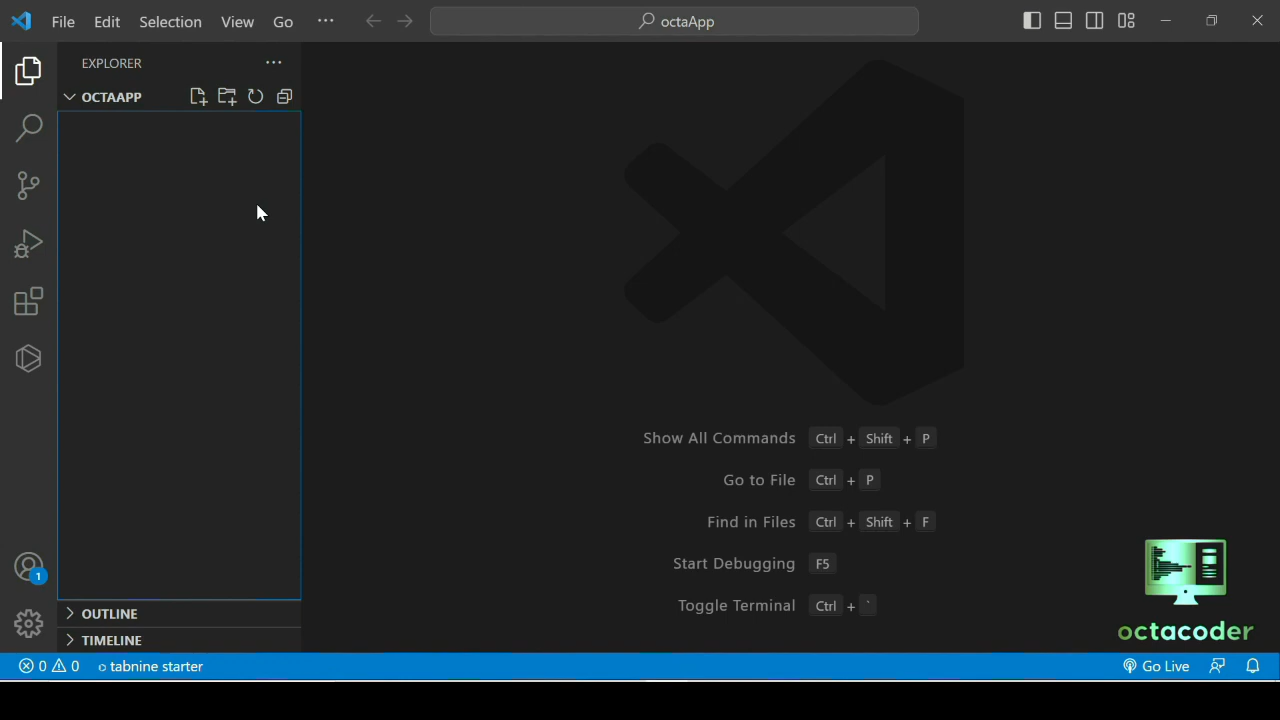 File Edit Selection View Go ···
octaApp
EXPLORER
OCTAAPP
Show All Commands Ctrl + Shift + P
Go to File Ctrl + P
Find in Files Ctrl + Shift + F
Start Debugging F5
Toggle Terminal Ctrl + `
octacoder
1
OUTLINE
TIMELINE
0 0 tabnine starter Go Live